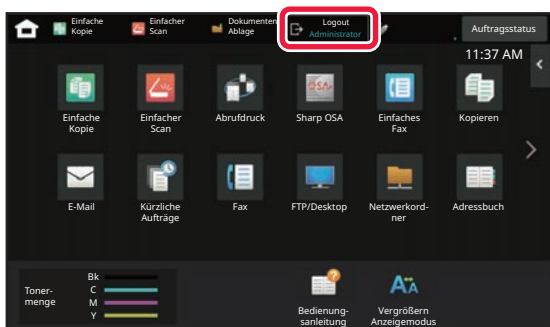 Einfache
Kopie
Einfacher
Scan
Dokumenten
Ablage
Logout
Administrator
Auftragsstatus
11:37 AM
Einfache
Kopie
Einfacher
Scan
Abrufdruck
Sharp OSA
Einfaches
Fax
Kopieren
E-Mail
Kürzliche
Aufträge
Fax
FTP/Desktop
Netzwerkord-
ner
Adressbuch
Toner-
menge
Bk
C
M
Y
Bedienung-
sanleitung
Vergrößern
Anzeigemodus